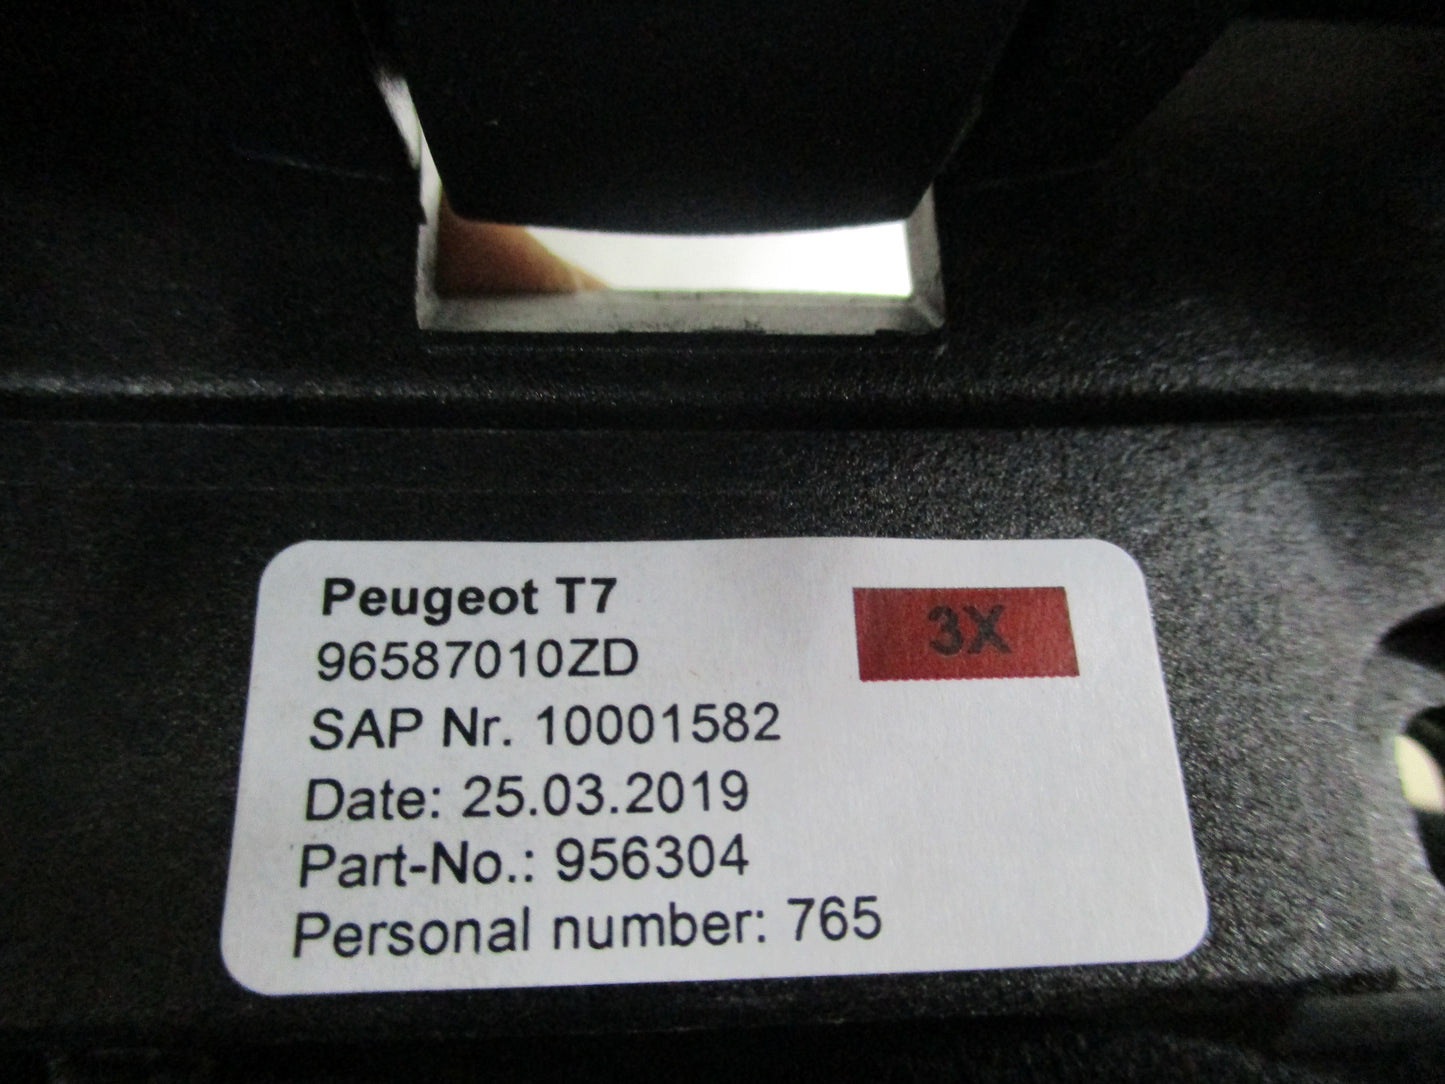 Peugeot T7
3X
96587010ZD
SAP Nr. 10001582
Date: 25.03.2019
Part-No.: 956304
Personal number: 765